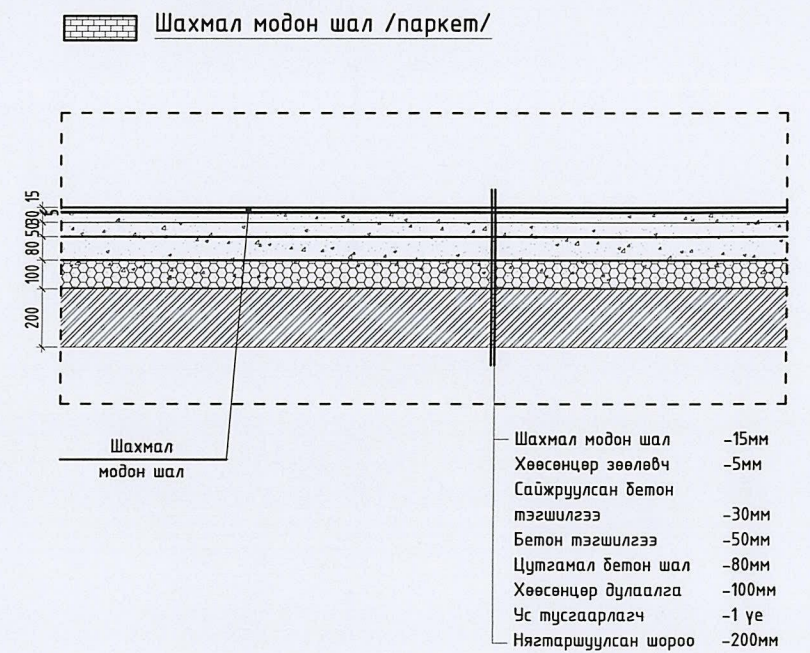 Шахмал модон шал /паркет/
15
5
30
50
80
100
200
Шахмал
модон шал
Шахмал модон шал -15мм
Хөөсөнцөр зөөлөвч -5мм
Сайжруулсан бетон
тэгшилгээ -30мм
Бетон тэгшилгээ -50мм
Цутгамал бетон шал -80мм
Хөөсөнцөр дулаалга -100мм
Ус тусгаарлагч -1 үе
Нягтаршуулсан шороо -200мм